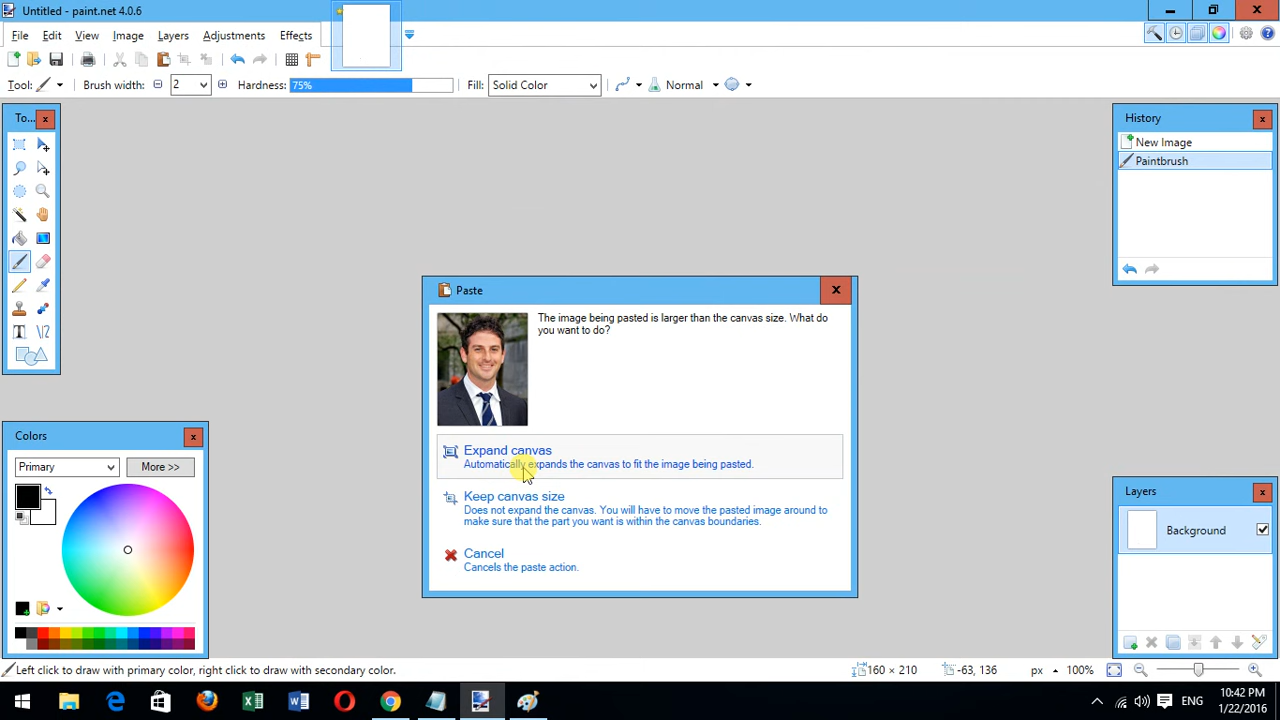 Untitled - paint.net 4.0.6
File Edit View Image Layers Adjustments Effects
Tool: Brush width: 2 Hardness: 75% Fill: Solid Color Normal
To...
History
New Image
Paintbrush
Paste
The image being pasted is larger than the canvas size. What do
you want to do?
Expand canvas
Automatically expands the canvas to fit the image being pasted.
Keep canvas size
Does not expand the canvas. You will have to move the pasted image around to
make sure that the part you want is within the canvas boundaries.
Cancel
Cancels the paste action.
Colors
Primary More >>
Layers
Background
Left click to draw with primary color, right click to draw with secondary color. 160 × 210 -63, 136 px 100%
ENG
10:42 PM
1/22/2016